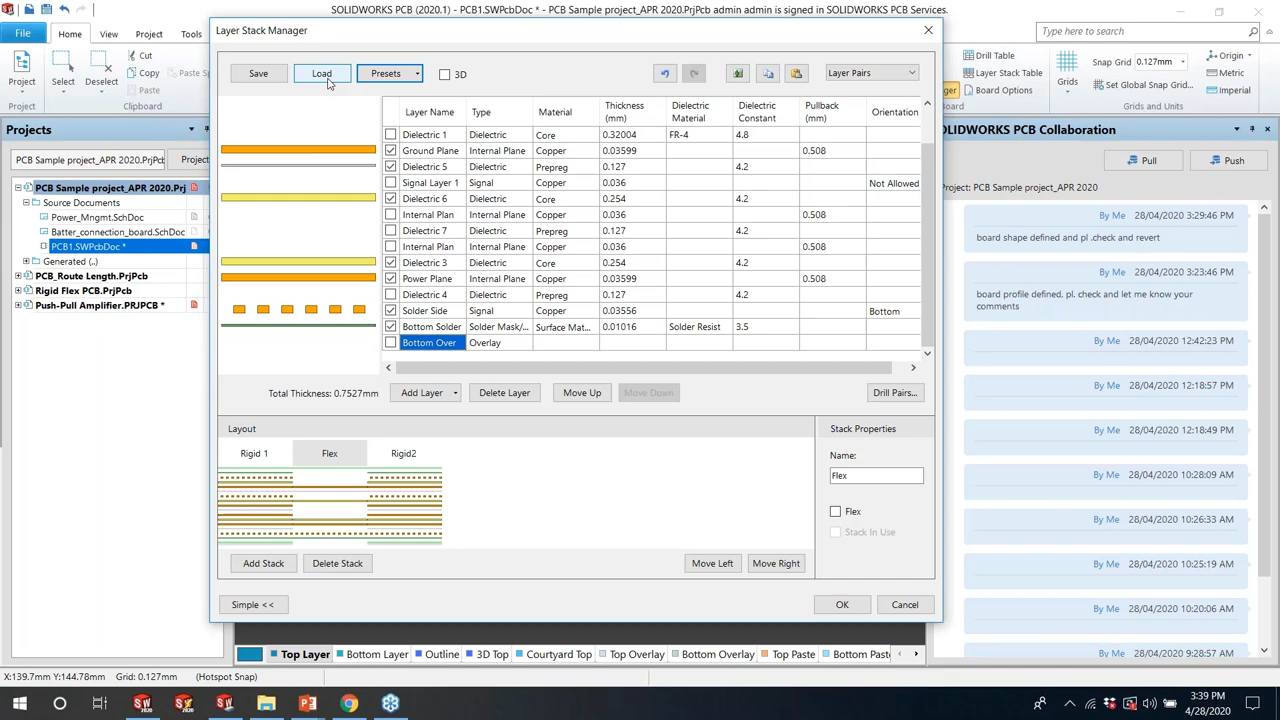 SOLIDWORKS PCB (2020.1) - PCB1.SWPcbDoc * - PCB Sample project_APR 2020.PrjPcb admin admin is signed in SOLIDWORKS PCB Services.
File Home View Project Tools
Type here to search
Project Select Deselect
Cut
Copy Paste Sp
Paste
Project Clipboard
Layer Stack Manager
Save Load Presets 3D Layer Pairs
Drill Table
Layer Stack Table
Board Options
Grids
Snap Grid 0.127mm
Set Global Snap Grid...
Origin
Metric
Imperial
Grids and Units
Projects
PCB Sample project_APR 2020.PrjPcb Project
PCB Sample project_APR 2020.Prj
Source Documents
Power_Mngmt.SchDoc
Batter_connection_board.SchDoc
PCB1.SWPcbDoc *
Generated (..)
PCB_Route Length.PrjPcb
Rigid Flex PCB.PrjPcb
Push-Pull Amplifier.PRJPCB *
Layer Name Type Material Thickness (mm) Dielectric Material Dielectric Constant Pullback (mm) Orientation
Dielectric 1 Dielectric Core 0.32004 FR-4 4.8
Ground Plane Internal Plane Copper 0.03599 0.508
Dielectric 5 Dielectric Prepreg 0.127 4.2
Signal Layer 1 Signal Copper 0.036 Not Allowed
Dielectric 6 Dielectric Core 0.254 4.2
Internal Plan Internal Plane Copper 0.036 0.508
Dielectric 7 Dielectric Prepreg 0.127 4.2
Internal Plan Internal Plane Copper 0.036 0.508
Dielectric 3 Dielectric Core 0.254 4.2
Power Plane Internal Plane Copper 0.03599 0.508
Dielectric 4 Dielectric Prepreg 0.127 4.2
Solder Side Signal Copper 0.03556 Bottom
Bottom Solder Solder Mask/... Surface Mat... 0.01016 Solder Resist 3.5
Bottom Over Overlay
Total Thickness: 0.7527mm Add Layer Delete Layer Move Up Move Down Drill Pairs...
Layout
Rigid 1 Flex Rigid2
Stack Properties
Name:
Flex
Flex
Stack In Use
Add Stack Delete Stack Move Left Move Right
Simple << OK Cancel
SOLIDWORKS PCB Collaboration
Pull Push
Project: PCB Sample project_APR 2020
By Me 28/04/2020 3:29:46 PM
board shape defined and pl .check and revert
By Me 28/04/2020 3:23:46 PM
board profile defined, pl. check and let me know your
comments
By Me 28/04/2020 12:42:23 PM
By Me 28/04/2020 12:18:57 PM
By Me 28/04/2020 12:18:49 PM
By Me 28/04/2020 10:28:09 AM
By Me 28/04/2020 10:26:33 AM
By Me 28/04/2020 10:25:19 AM
By Me 28/04/2020 10:20:06 AM
By Me 28/04/2020 9:28:57 AM
Top Layer Bottom Layer Outline 3D Top Courtyard Top Top Overlay Bottom Overlay Top Paste Bottom Paste
X:139.7mm Y:144.78mm Grid: 0.127mm (Hotspot Snap)
3:39 PM
4/28/2020